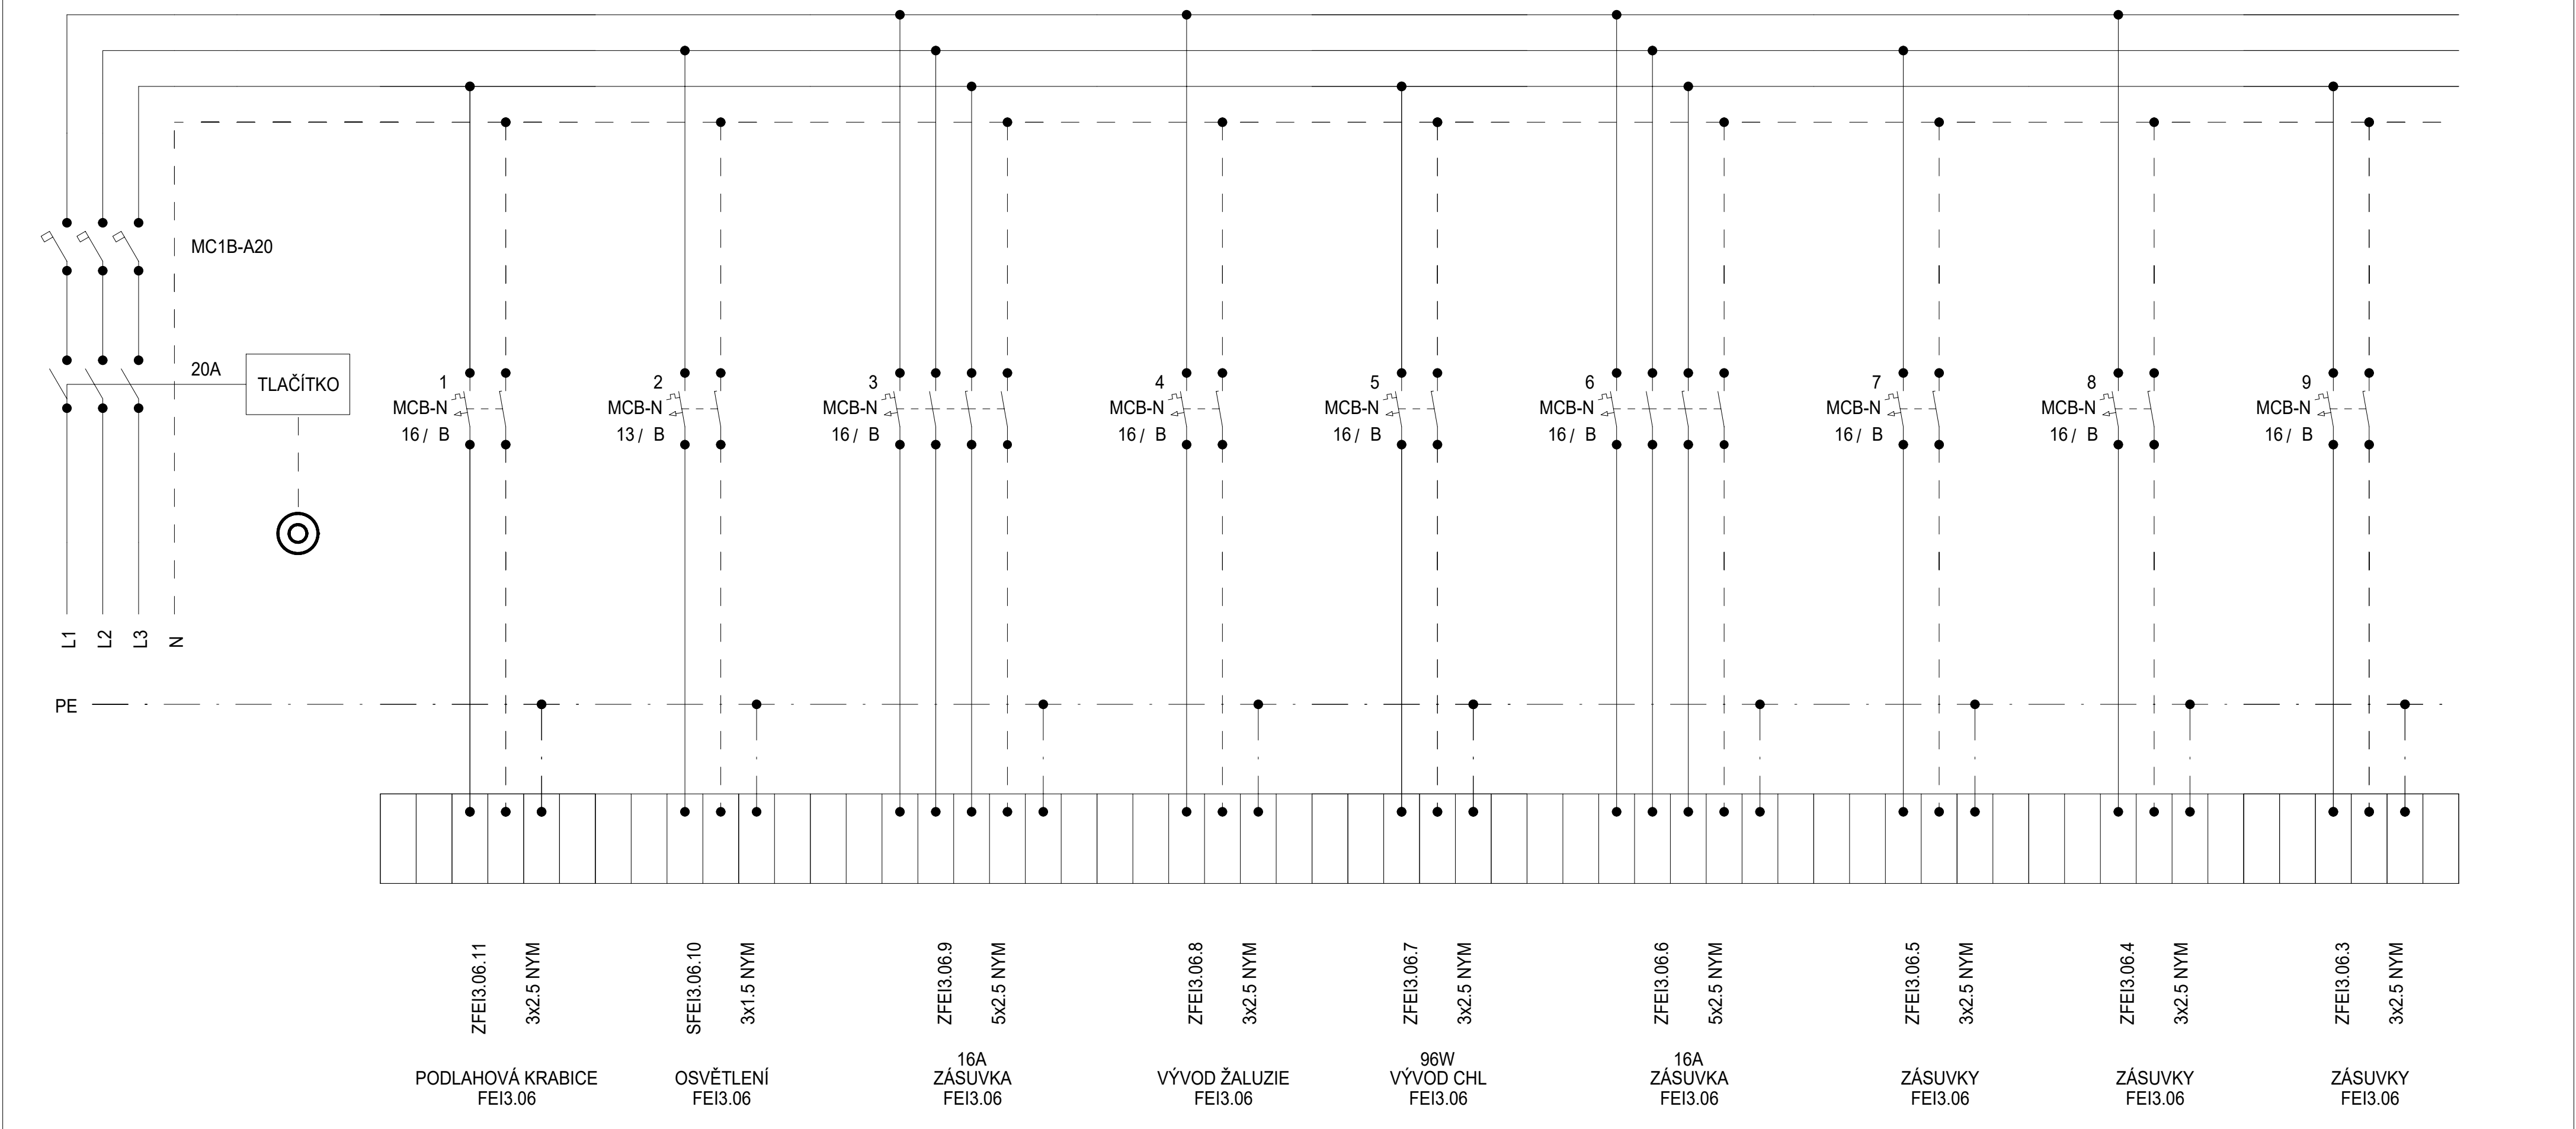 MC1B-A20
20A
TLAČÍTKO
L1
L2
L3
N
PE
1
MCB-N
16 / B
2
MCB-N
13 / B
3
MCB-N
16 / B
4
MCB-N
16 / B
5
MCB-N
16 / B
6
MCB-N
16 / B
7
MCB-N
16 / B
8
MCB-N
16 / B
9
MCB-N
16 / B
ZFEI3.06.11
3x2.5 NYM
SFEI3.06.10
3x1.5 NYM
ZFEI3.06.9
5x2.5 NYM
ZFEI3.06.8
3x2.5 NYM
ZFEI3.06.7
3x2.5 NYM
ZFEI3.06.6
5x2.5 NYM
ZFEI3.06.5
3x2.5 NYM
ZFEI3.06.4
3x2.5 NYM
ZFEI3.06.3
3x2.5 NYM
PODLAHOVÁ KRABICE
FEI3.06
OSVĚTLENÍ
FEI3.06
16A
ZÁSUVKA
FEI3.06
VÝVOD ŽALUZIE
FEI3.06
96W
VÝVOD CHL
FEI3.06
16A
ZÁSUVKA
FEI3.06
ZÁSUVKY
FEI3.06
ZÁSUVKY
FEI3.06
ZÁSUVKY
FEI3.06